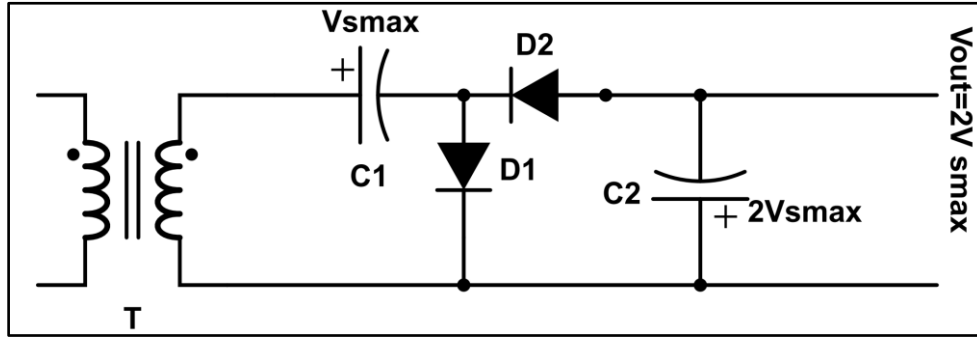 Vsmax
+
D2
C1
D1
C2
+ 2Vsmax
T
Vout=2V smax